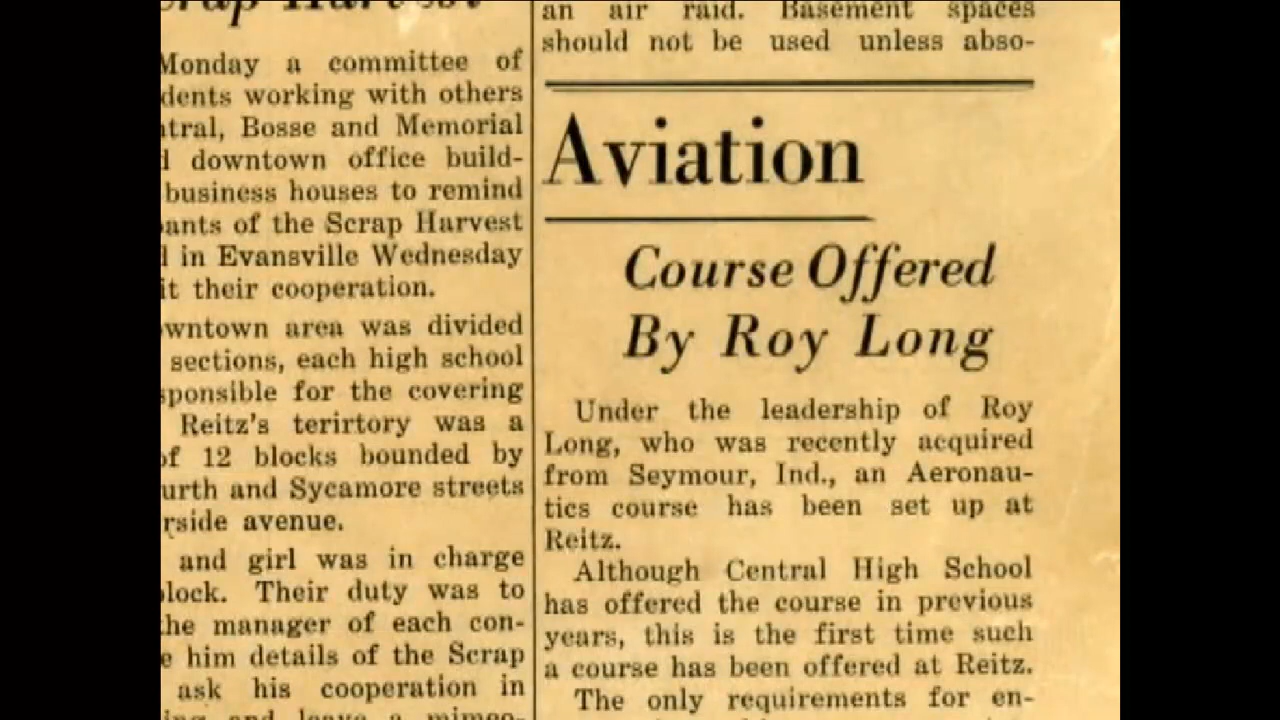 Monday a committee of
dents working with others
ntral, Bosse and Memorial
d downtown office build-
business houses to remind
pants of the Scrap Harvest
d in Evansville Wednesday
it their cooperation.
owntown area was divided
sections, each high school
sponsible for the covering
Reitz's terirtory was a
of 12 blocks bounded by
urth and Sycamore streets
rside avenue.
and girl was in charge
block. Their duty was to
the manager of each con-
e him details of the Scrap
ask his cooperation in
ing and leave a mimeo-
an air raid. Basement spaces
should not be used unless abso-
Aviation
Course Offered
By Roy Long
Under the leadership of Roy
Long, who was recently acquired
from Seymour, Ind., an Aeronau-
tics course has been set up at
Reitz.
Although Central High School
has offered the course in previous
years, this is the first time such
a course has been offered at Reitz.
The only requirements for en-